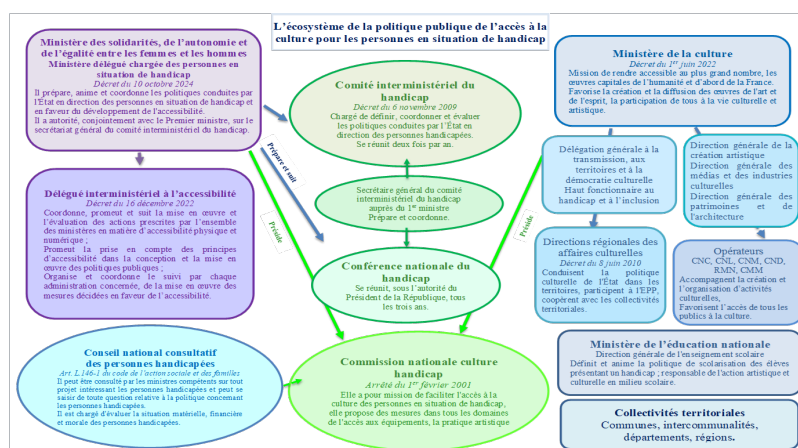 L'écosystème de la politique publique de l'accès à la
culture pour les personnes en situation de handicap
Ministère des solidarités, de l'autonomie et
de l'égalité entre les femmes et les hommes
Ministère délégué chargée des personnes en
situation de handicap
Décret du 10 octobre 2024
Il prépare, anime et coordonne les politiques conduites par
l'État en direction des personnes en situation de handicap et
en faveur du développement de l'accessibilité.
Il a autorité, conjointement avec le Premier ministre, sur le
secrétariat général du comité interministériel du handicap.
Comité interministériel du
handicap
Décret du 6 novembre 2009
Chargé de définir, coordonner et évaluer
les politiques conduites par l'État en
direction des personnes handicapées.
Se réunit deux fois par an.
Ministère de la culture
Décret du 1er juin 2022
Mission de rendre accessible au plus grand nombre, les
œuvres capitales de l'humanité et d'abord de la France.
Favorise la création et la diffusion des œuvres de l'art et
de l'esprit, la participation de tous à la vie culturelle et
artistique.
Prépare et suit
Préside
Préside
Délégué interministériel à l'accessibilité
Décret du 16 décembre 2022
Coordonne, promeut et suit la mise en œuvre et
l'évaluation des actions prescrites par l'ensemble
des ministères en matière d'accessibilité physique et
numérique ;
Promeut la prise en compte des principes
d'accessibilité dans la conception et la mise en
œuvre des politiques publiques ;
Organise et coordonne le suivi par chaque
administration concernée, de la mise en œuvre des
mesures décidées en faveur de l'accessibilité.
Secrétaire général du comité
interministériel du handicap
auprès du 1er ministre
Prépare et coordonne.
Délégation générale à la
transmission, aux
territoires et à la
démocratie culturelle
Haut fonctionnaire au
handicap et à l'inclusion
Direction générale de la
création artistique
Direction générale des
médias et des industries
culturelles
Direction générale des
patrimoines et de
l'architecture
Conférence nationale du
handicap
Se réunit, sous l'autorité du
Président de la République, tous
les trois ans.
Directions régionales des
affaires culturelles
Décret du 8 juin 2010
Conduisent la politique
culturelle de l'État dans les
territoires, participent à l'EPP,
coopèrent avec les collectivités
territoriales.
Opérateurs
CNC, CNL, CNM, CND,
RMN, CMM
Accompagnent la création et
l'organisation d'activités
culturelles,
Favorisent l'accès de tous les
publics à la culture.
Conseil national consultatif
des personnes handicapées
Art. L.146-1 du code de l'action sociale et des familles
Il peut être consulté par les ministres compétents sur tout
projet intéressant les personnes handicapées et peut se
saisir de toute question relative à la politique concernant
les personnes handicapées.
Il est chargé d'évaluer la situation matérielle, financière
et morale des personnes handicapées.
Commission nationale culture
handicap
Arrêté du 1er février 2001
Elle a pour mission de faciliter l'accès à la
culture des personnes en situation de handicap,
elle propose des mesures dans tous les domaines
de l'accès aux équipements, la pratique artistique
Ministère de l'éducation nationale
Direction générale de l'enseignement scolaire
Définit et anime la politique de scolarisation des élèves
présentant un handicap ; responsable de l'action artistique et
culturelle en milieu scolaire.
Collectivités territoriales
Communes, intercommunalités,
départements, régions.